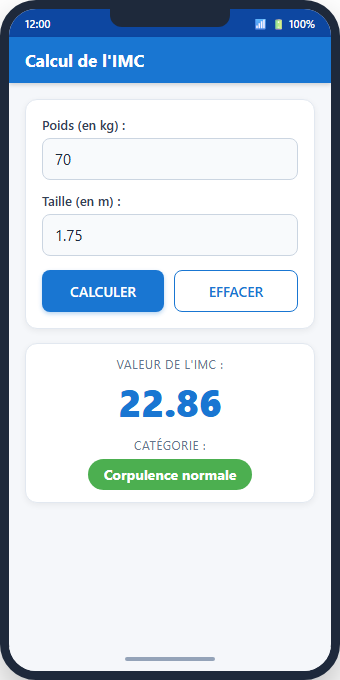 12:00 100%
Calcul de l'IMC
Poids (en kg) :
70
Taille (en m) :
1.75
CALCULER EFFACER
VALEUR DE L'IMC :
22.86
CATÉGORIE :
Corpulence normale